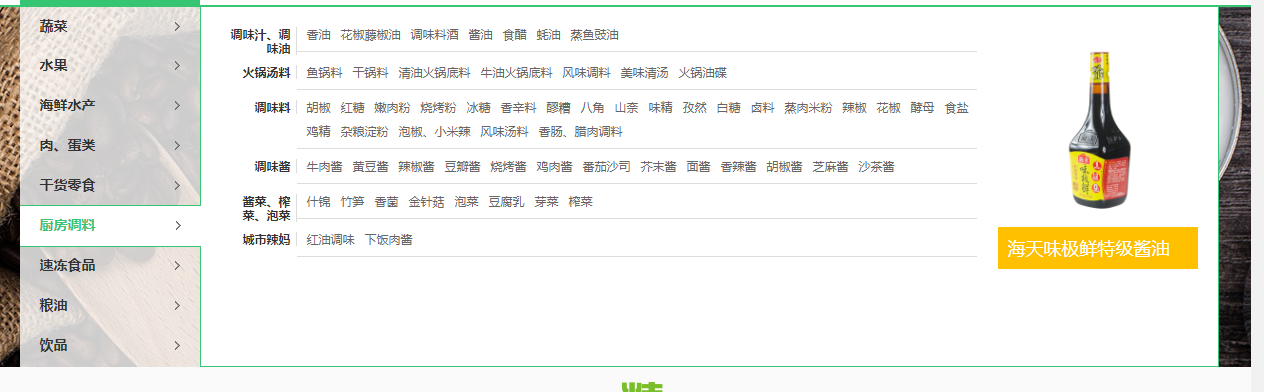 蔬菜
水果
海鲜水产
肉、蛋类
干货零食
厨房调料
速冻食品
粮油
饮品
调味汁、调
味油
香油 花椒藤椒油 调味料酒 酱油 食醋 蚝油 蒸鱼豉油
火锅汤料
鱼锅料 干锅料 清油火锅底料 牛油火锅底料 风味调料 美味清汤 火锅油碟
调味料
胡椒 红糖 嫩肉粉 烧烤粉 冰糖 香辛料 醪糟 八角 山奈 味精 孜然 白糖 卤料 蒸肉米粉 辣椒 花椒 酵母 食盐
鸡精 杂粮淀粉 泡椒、小米辣 风味汤料 香肠、腊肉调料
调味酱
牛肉酱 黄豆酱 辣椒酱 豆瓣酱 烧烤酱 鸡肉酱 番茄沙司 芥末酱 面酱 香辣酱 胡椒酱 芝麻酱 沙茶酱
酱菜、榨
菜、泡菜
什锦 竹笋 香菌 金针菇 泡菜 豆腐乳 芽菜 榨菜
城市辣妈
红油调味 下饭肉酱
味极鲜
海天味极鲜特级酱油